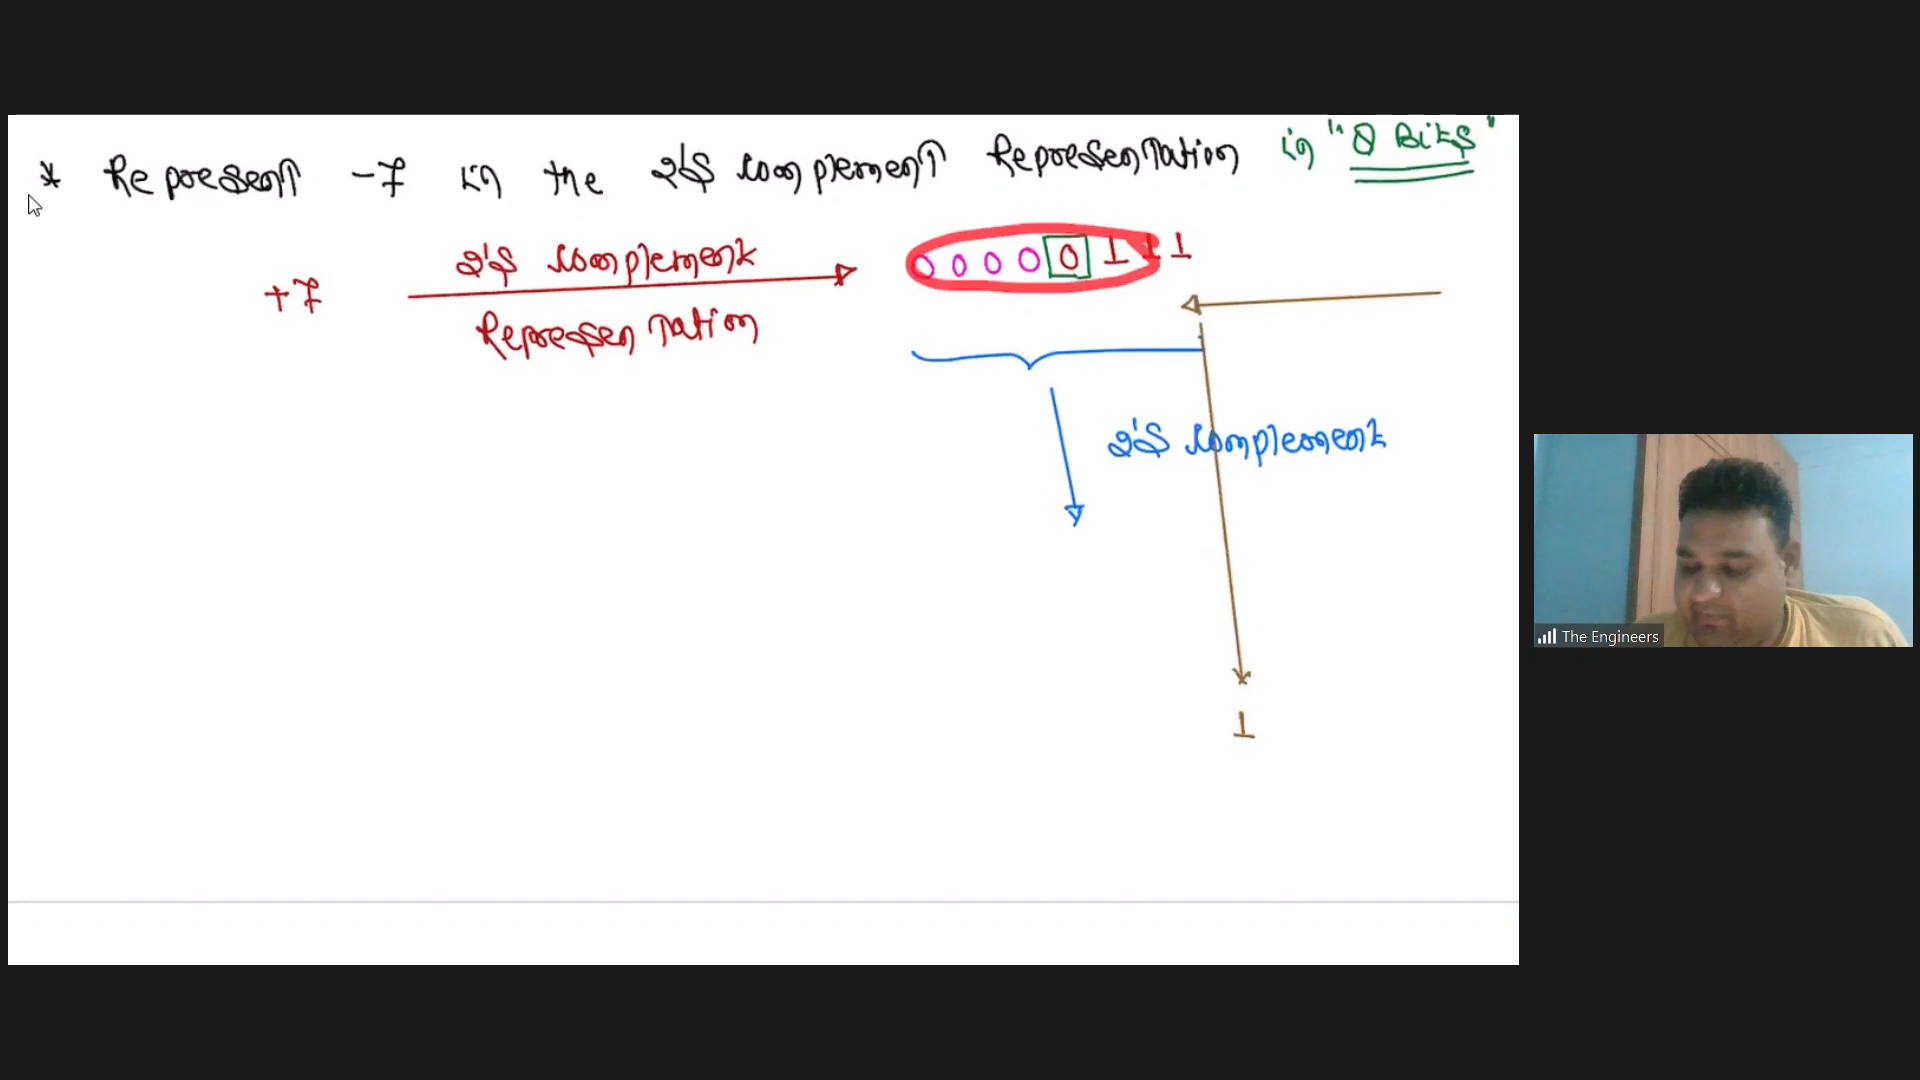 * Represent -7 in the 2's complement Representation in "8 Bits"
+7 2's complement Representation 0 0 0 0 0 1 1 1
2's complement
1
The Engineers